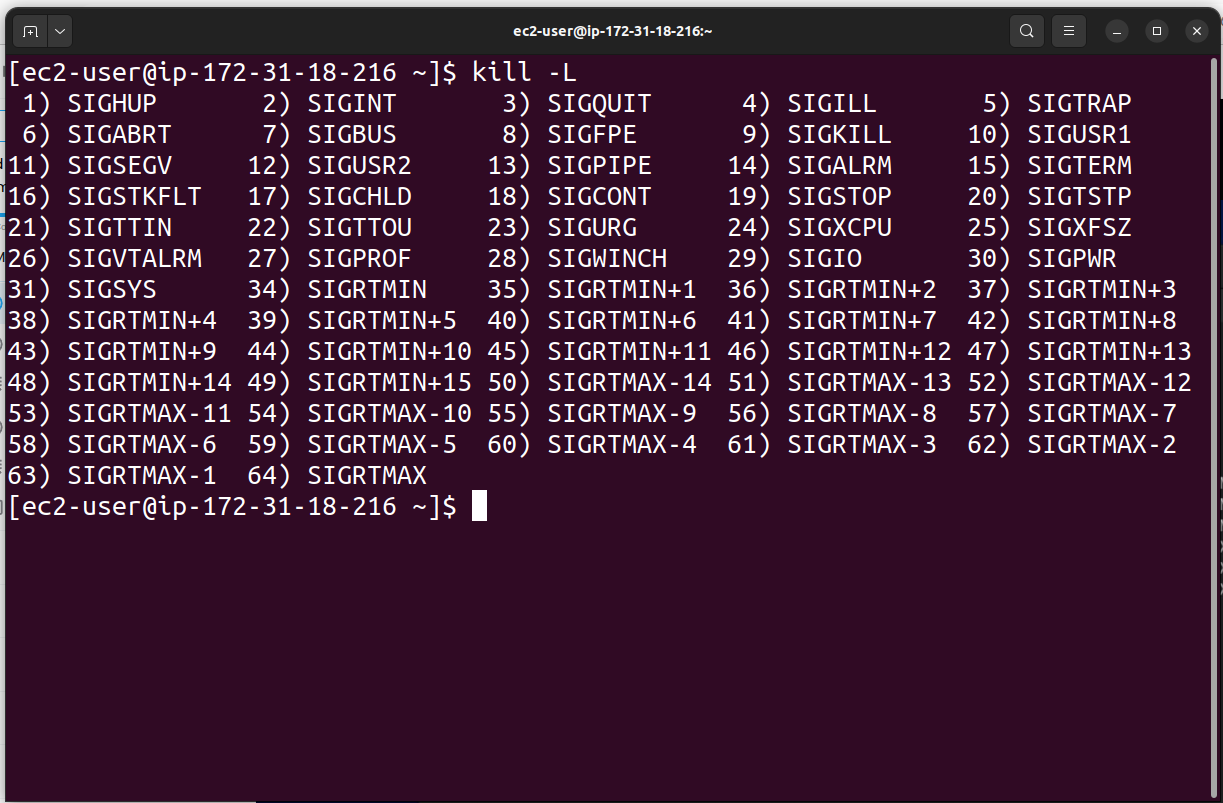 ec2-user@ip-172-31-18-216:~
[ec2-user@ip-172-31-18-216 ~]$ kill -L
 1) SIGHUP       2) SIGINT       3) SIGQUIT      4) SIGILL       5) SIGTRAP
 6) SIGABRT      7) SIGBUS       8) SIGFPE       9) SIGKILL     10) SIGUSR1
11) SIGSEGV     12) SIGUSR2     13) SIGPIPE     14) SIGALRM     15) SIGTERM
16) SIGSTKFLT   17) SIGCHLD     18) SIGCONT     19) SIGSTOP     20) SIGTSTP
21) SIGTTIN     22) SIGTTOU     23) SIGURG      24) SIGXCPU     25) SIGXFSZ
26) SIGVTALRM   27) SIGPROF     28) SIGWINCH    29) SIGIO       30) SIGPWR
31) SIGSYS      34) SIGRTMIN    35) SIGRTMIN+1  36) SIGRTMIN+2  37) SIGRTMIN+3
38) SIGRTMIN+4  39) SIGRTMIN+5  40) SIGRTMIN+6  41) SIGRTMIN+7  42) SIGRTMIN+8
43) SIGRTMIN+9  44) SIGRTMIN+10 45) SIGRTMIN+11 46) SIGRTMIN+12 47) SIGRTMIN+13
48) SIGRTMIN+14 49) SIGRTMIN+15 50) SIGRTMAX-14 51) SIGRTMAX-13 52) SIGRTMAX-12
53) SIGRTMAX-11 54) SIGRTMAX-10 55) SIGRTMAX-9  56) SIGRTMAX-8  57) SIGRTMAX-7
58) SIGRTMAX-6  59) SIGRTMAX-5  60) SIGRTMAX-4  61) SIGRTMAX-3  62) SIGRTMAX-2
63) SIGRTMAX-1  64) SIGRTMAX
[ec2-user@ip-172-31-18-216 ~]$